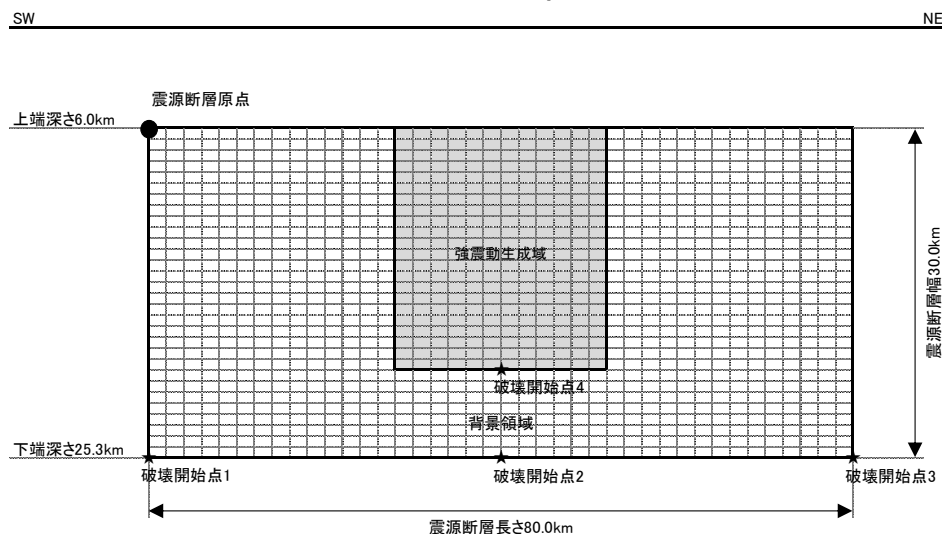 SW
NE
震源断層原点
上端深さ6.0km
強震動生成域
震源断層幅30.0km
破壊開始点4
背景領域
下端深さ25.3km
破壊開始点1
破壊開始点2
破壊開始点3
震源断層長さ80.0km